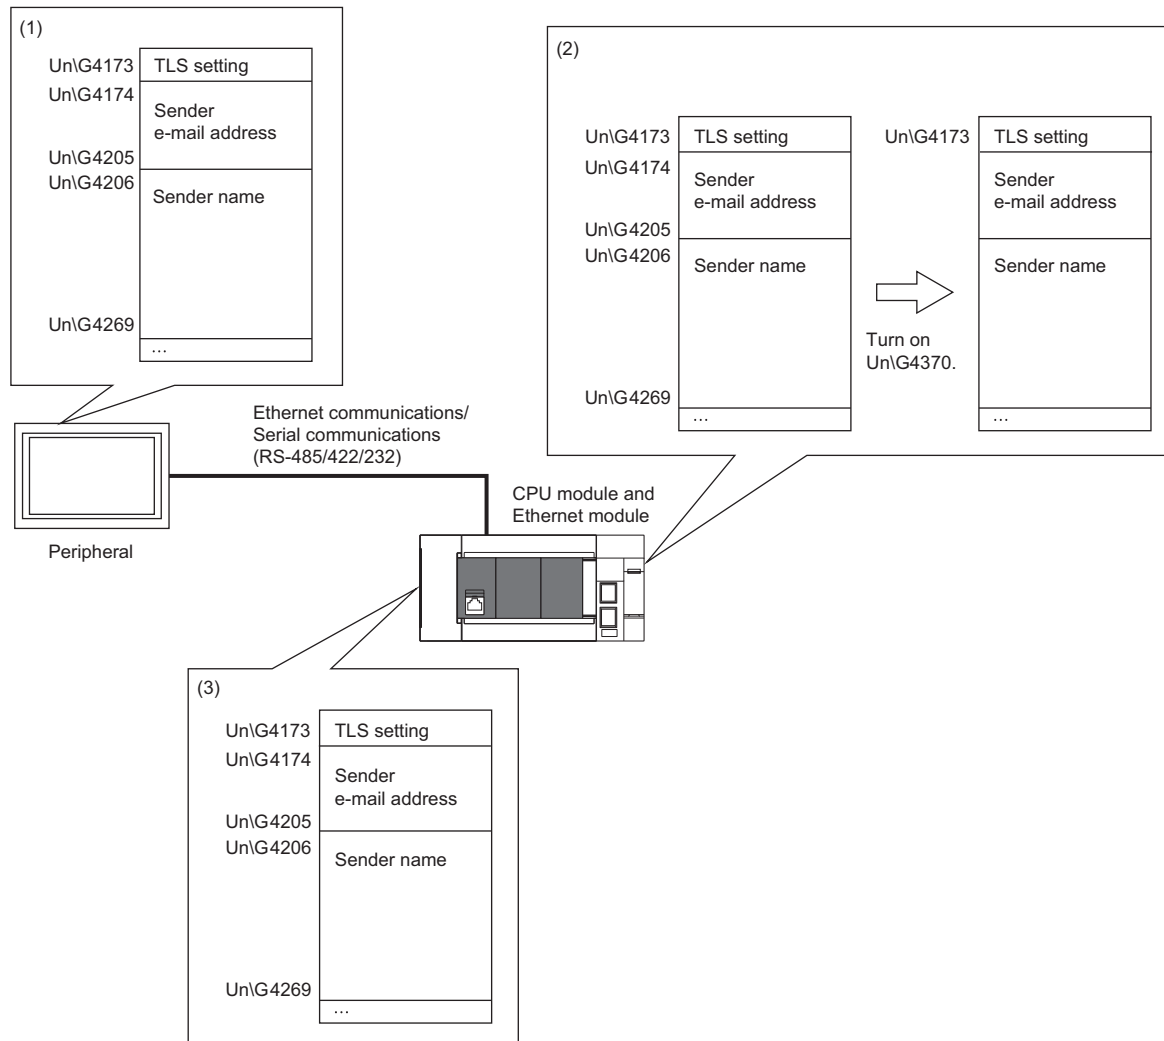 (1)
Un\G4173 TLS setting
Un\G4174
Sender
e-mail address
Un\G4205
Un\G4206
Sender name
Un\G4269
...
(2)
Un\G4173 TLS setting
Un\G4174
Sender
e-mail address
Un\G4205
Un\G4206
Sender name
Un\G4269
...
Turn on
Un\G4370.
Un\G4173 TLS setting
Sender
e-mail address
Sender name
...
Ethernet communications/
Serial communications
(RS-485/422/232)
Peripheral
CPU module and
Ethernet module
(3)
Un\G4173 TLS setting
Un\G4174
Sender
e-mail address
Un\G4205
Un\G4206
Sender name
Un\G4269
...